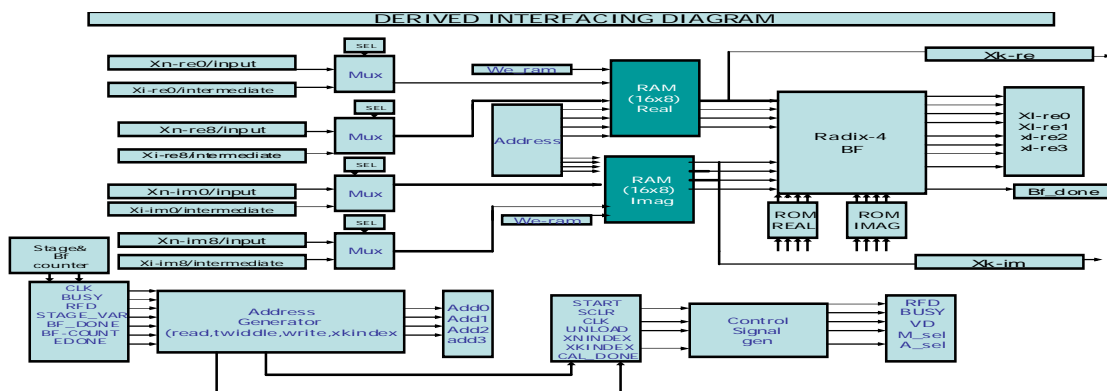 DERIVED INTERFACING DIAGRAM
SEL
Xn-re0/input
Xi-re0/intermediate
Mux
We_ram
RAM
(16x8)
Real
Xk-re
SEL
Xn-re8/input
Xi-re8/intermediate
Mux
Address
Radix-4
BF
Xl-re0
Xl-re1
xl-re2
xl-re3
SEL
Xn-im0/input
Xi-im0/intermediate
Mux
RAM
(16x8)
Imag
Bf_done
SEL
We-ram
ROM
REAL
ROM
IMAG
Xn-im8/input
Xi-im8/intermediate
Mux
Xk-im
Stage&
Bf
counter
CLK
BUSY
RFD
STAGE_VAR
BF_DONE
BF-COUNT
EDONE
Address
Generator
(read,twiddle,write,xkindex)
Add0
Add1
Add2
add3
START
SCLR
CLK
UNLOAD
XNINDEX
XKINDEX
CAL_DONE
Control
Signal
gen
RFD
BUSY
VD
M_sel
A_sel